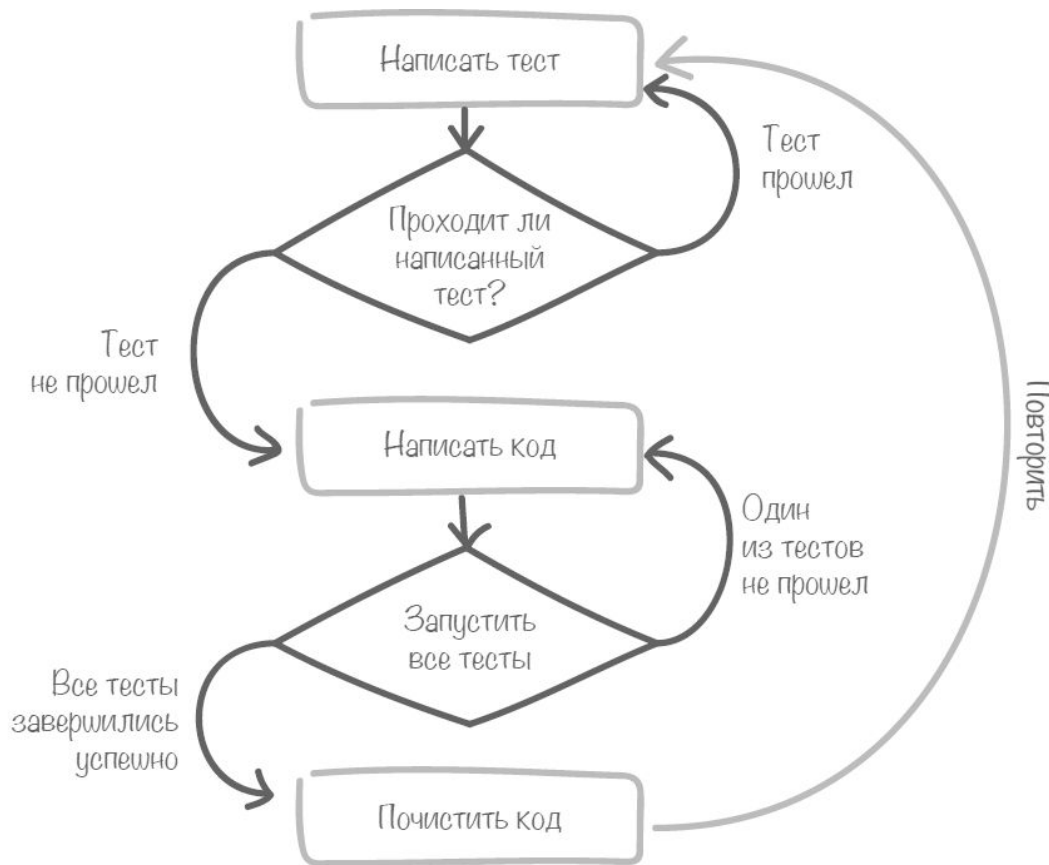 Написать тест
Тест
прошел
Проходит ли
написанный
тест?
Тест
не прошел
Написать код
Повторить
Один
из тестов
не прошел
Запустить
все тесты
Все тесты
завершились
успешно
Почистить код